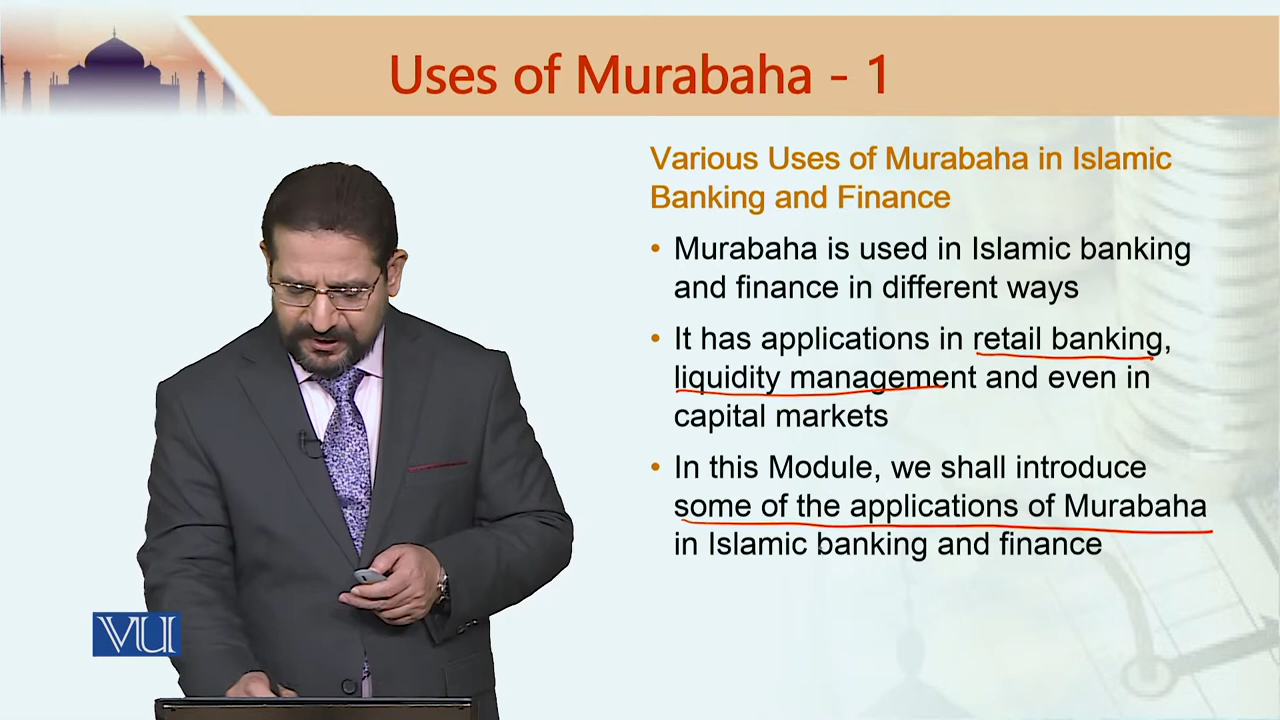 Uses of Murabaha - 1
Various Uses of Murabaha in Islamic
Banking and Finance
• Murabaha is used in Islamic banking
and finance in different ways
• It has applications in retail banking,
liquidity management and even in
capital markets
• In this Module, we shall introduce
some of the applications of Murabaha
in Islamic banking and finance
VU